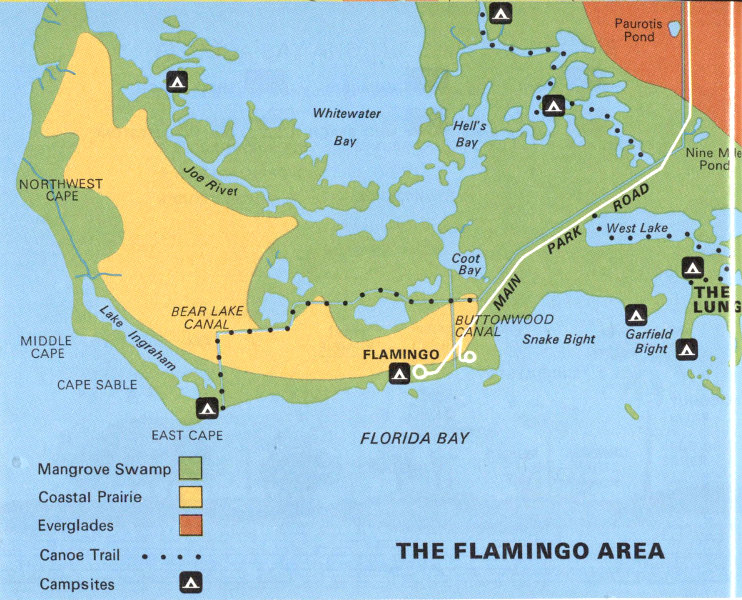 Paurotis
Pond
Whitewater
Bay
Hell's
Bay
Nine Mile
Pond
Joe River
NORTHWEST
CAPE
MAIN PARK ROAD
West Lake
Coot
Bay
THE
LUNG
BEAR LAKE
CANAL
Lake Ingraham
BUTTONWOOD
CANAL
Snake Bight
Garfield
Bight
MIDDLE
CAPE
FLAMINGO
CAPE SABLE
EAST CAPE
FLORIDA BAY
Mangrove Swamp
Coastal Prairie
Everglades
Canoe Trail
Campsites
THE FLAMINGO AREA